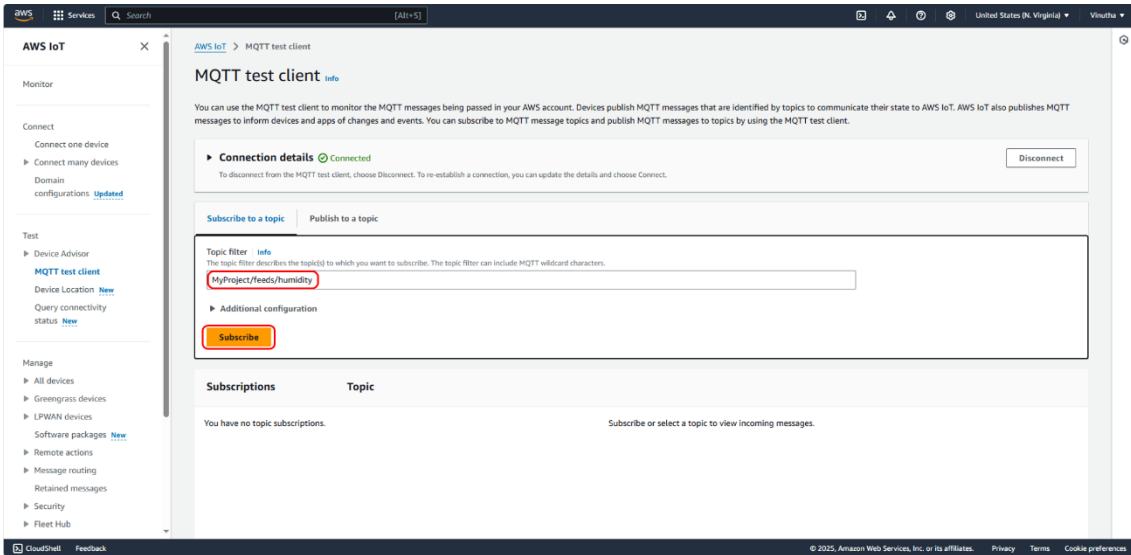 aws Services Search [Alt+S] United States (N. Virginia) Vinutha
AWS IoT
Monitor
Connect
Connect one device
Connect many devices
Domain
configurations Updated
Test
Device Advisor
MQTT test client
Device Location New
Query connectivity
status New
Manage
All devices
Greengrass devices
LPWAN devices
Software packages New
Remote actions
Message routing
Retained messages
Security
Fleet Hub
AWS IoT > MQTT test client
MQTT test client Info
You can use the MQTT test client to monitor the MQTT messages being passed in your AWS account. Devices publish MQTT messages that are identified by topics to communicate their state to AWS IoT. AWS IoT also publishes MQTT
messages to inform devices and apps of changes and events. You can subscribe to MQTT message topics and publish MQTT messages to topics by using the MQTT test client.
Connection details Connected
Disconnect
To disconnect from the MQTT test client, choose Disconnect. To re-establish a connection, you can update the details and choose Connect.
Subscribe to a topic Publish to a topic
Topic filter Info
The topic filter describes the topic(s) to which you want to subscribe. The topic filter can include MQTT wildcard characters.
MyProject/feeds/humidity
Additional configuration
Subscribe
Subscriptions Topic
You have no topic subscriptions. Subscribe or select a topic to view incoming messages.
CloudShell Feedback © 2025, Amazon Web Services, Inc. or its affiliates. Privacy Terms Cookie preferences